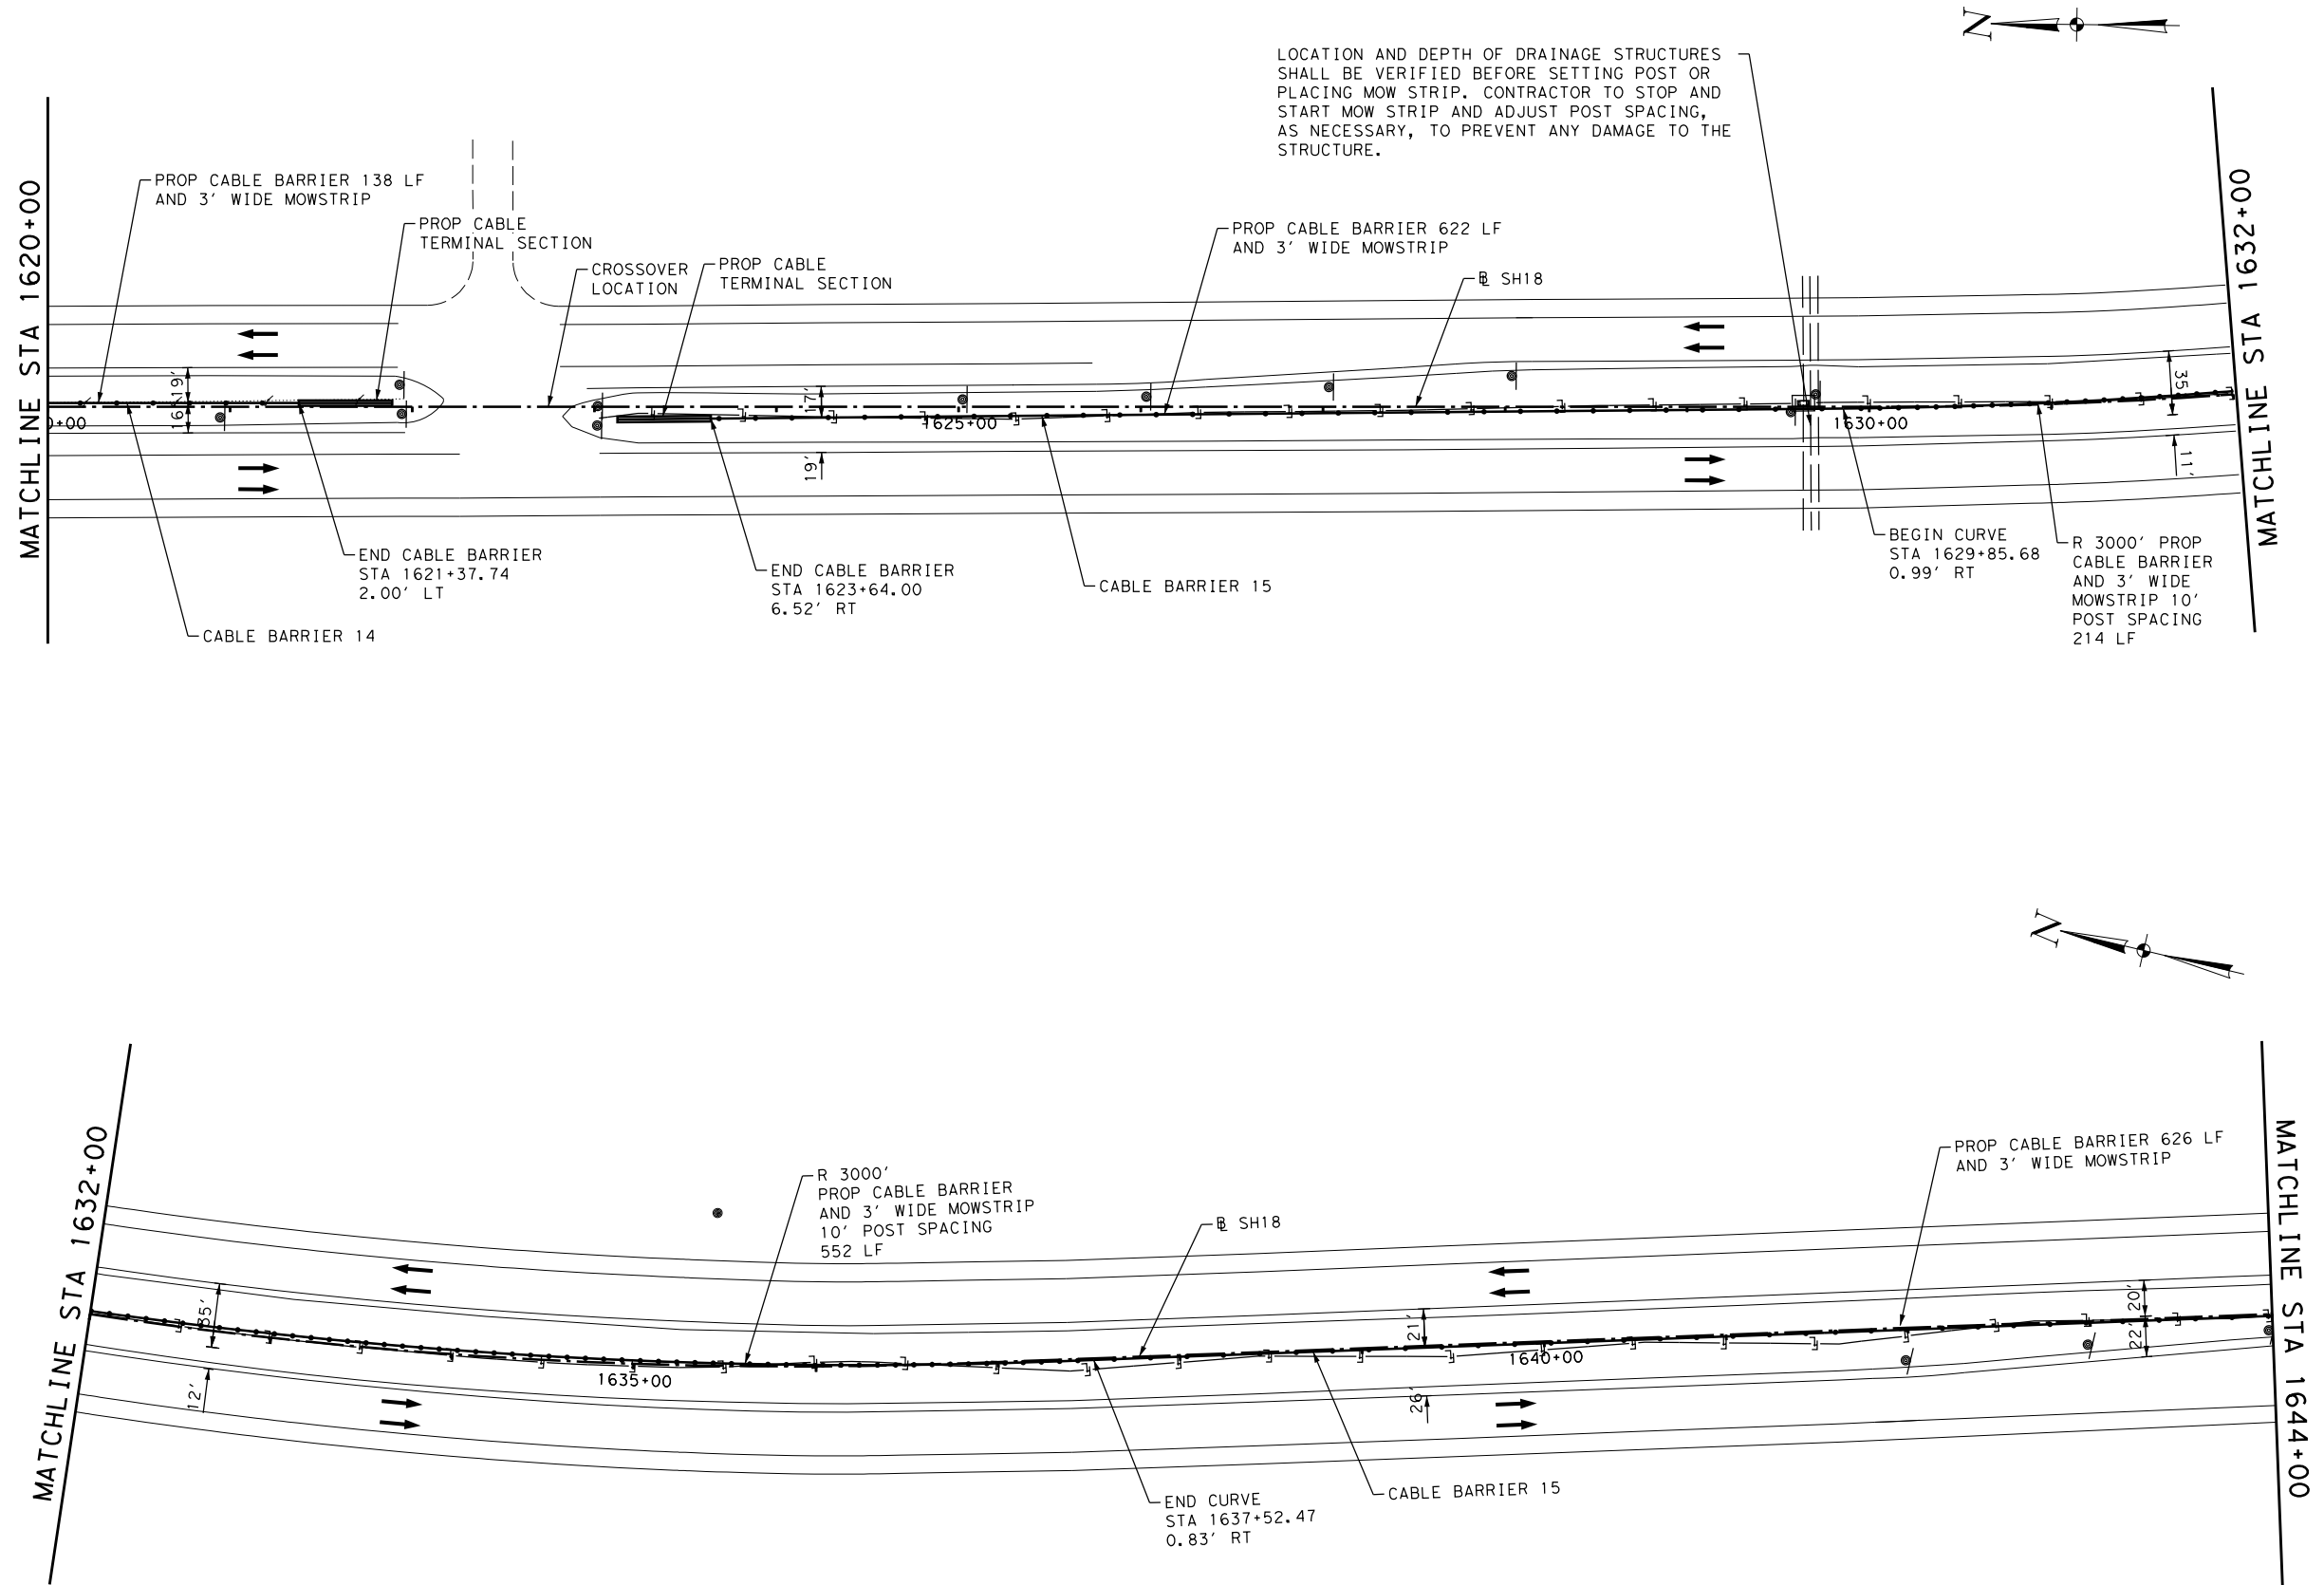 N
LOCATION AND DEPTH OF DRAINAGE STRUCTURES
SHALL BE VERIFIED BEFORE SETTING POST OR
PLACING MOW STRIP. CONTRACTOR TO STOP AND
START MOW STRIP AND ADJUST POST SPACING,
AS NECESSARY, TO PREVENT ANY DAMAGE TO THE
STRUCTURE.
MATCHLINE STA 1620+00
PROP CABLE BARRIER 138 LF
AND 3' WIDE MOWSTRIP
PROP CABLE
TERMINAL SECTION
CROSSOVER
LOCATION
PROP CABLE
TERMINAL SECTION
PROP CABLE BARRIER 622 LF
AND 3' WIDE MOWSTRIP
BL SH18
MATCHLINE STA 1632+00
19'
16'
0+00
17'
19'
1625+00
1630+00
35'
11'
END CABLE BARRIER
STA 1621+37.74
2.00' LT
CABLE BARRIER 14
END CABLE BARRIER
STA 1623+64.00
6.52' RT
CABLE BARRIER 15
BEGIN CURVE
STA 1629+85.68
0.99' RT
R 3000' PROP
CABLE BARRIER
AND 3' WIDE
MOWSTRIP 10'
POST SPACING
214 LF
N
MATCHLINE STA 1632+00
R 3000'
PROP CABLE BARRIER
AND 3' WIDE MOWSTRIP
10' POST SPACING
552 LF
BL SH18
PROP CABLE BARRIER 626 LF
AND 3' WIDE MOWSTRIP
MATCHLINE STA 1644+00
35'
12'
1635+00
21'
26'
1640+00
20'
22'
END CURVE
STA 1637+52.47
0.83' RT
CABLE BARRIER 15